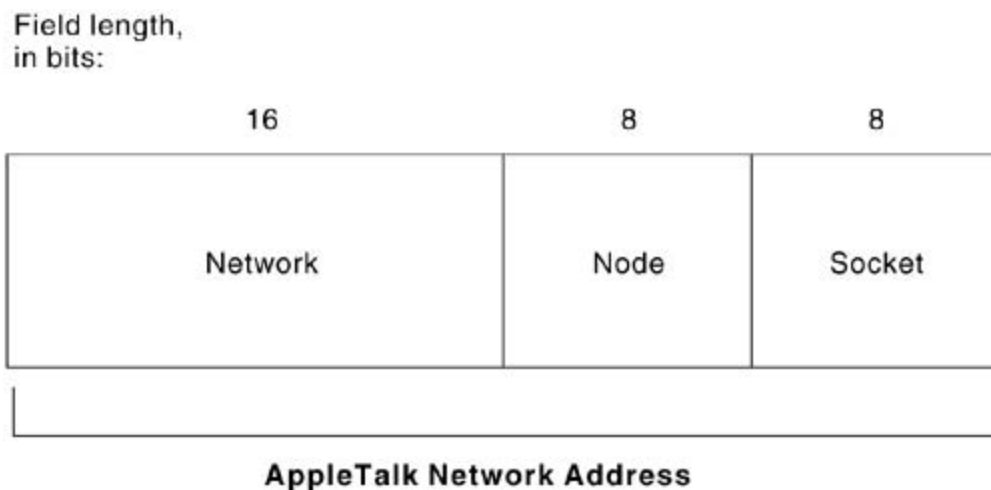 Field length,
in bits:
16 8 8
Network Node Socket
AppleTalk Network Address